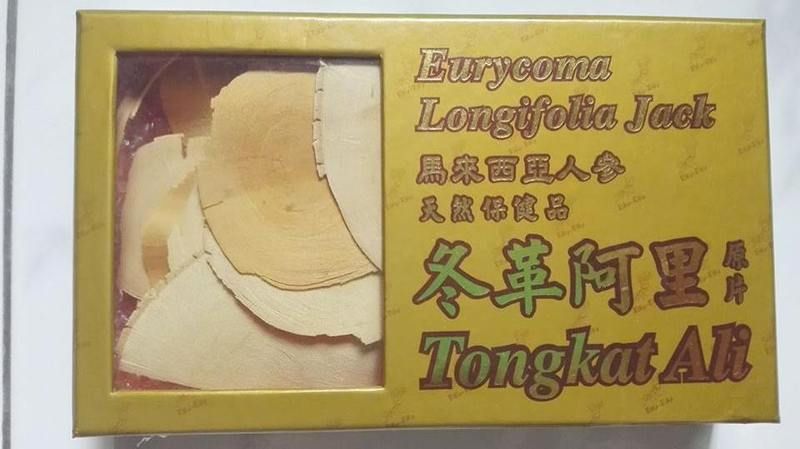 Eurycoma
Longifolia Jack
馬來西亞人參
天然保健品
冬革阿里
原片
Tongkat Ali